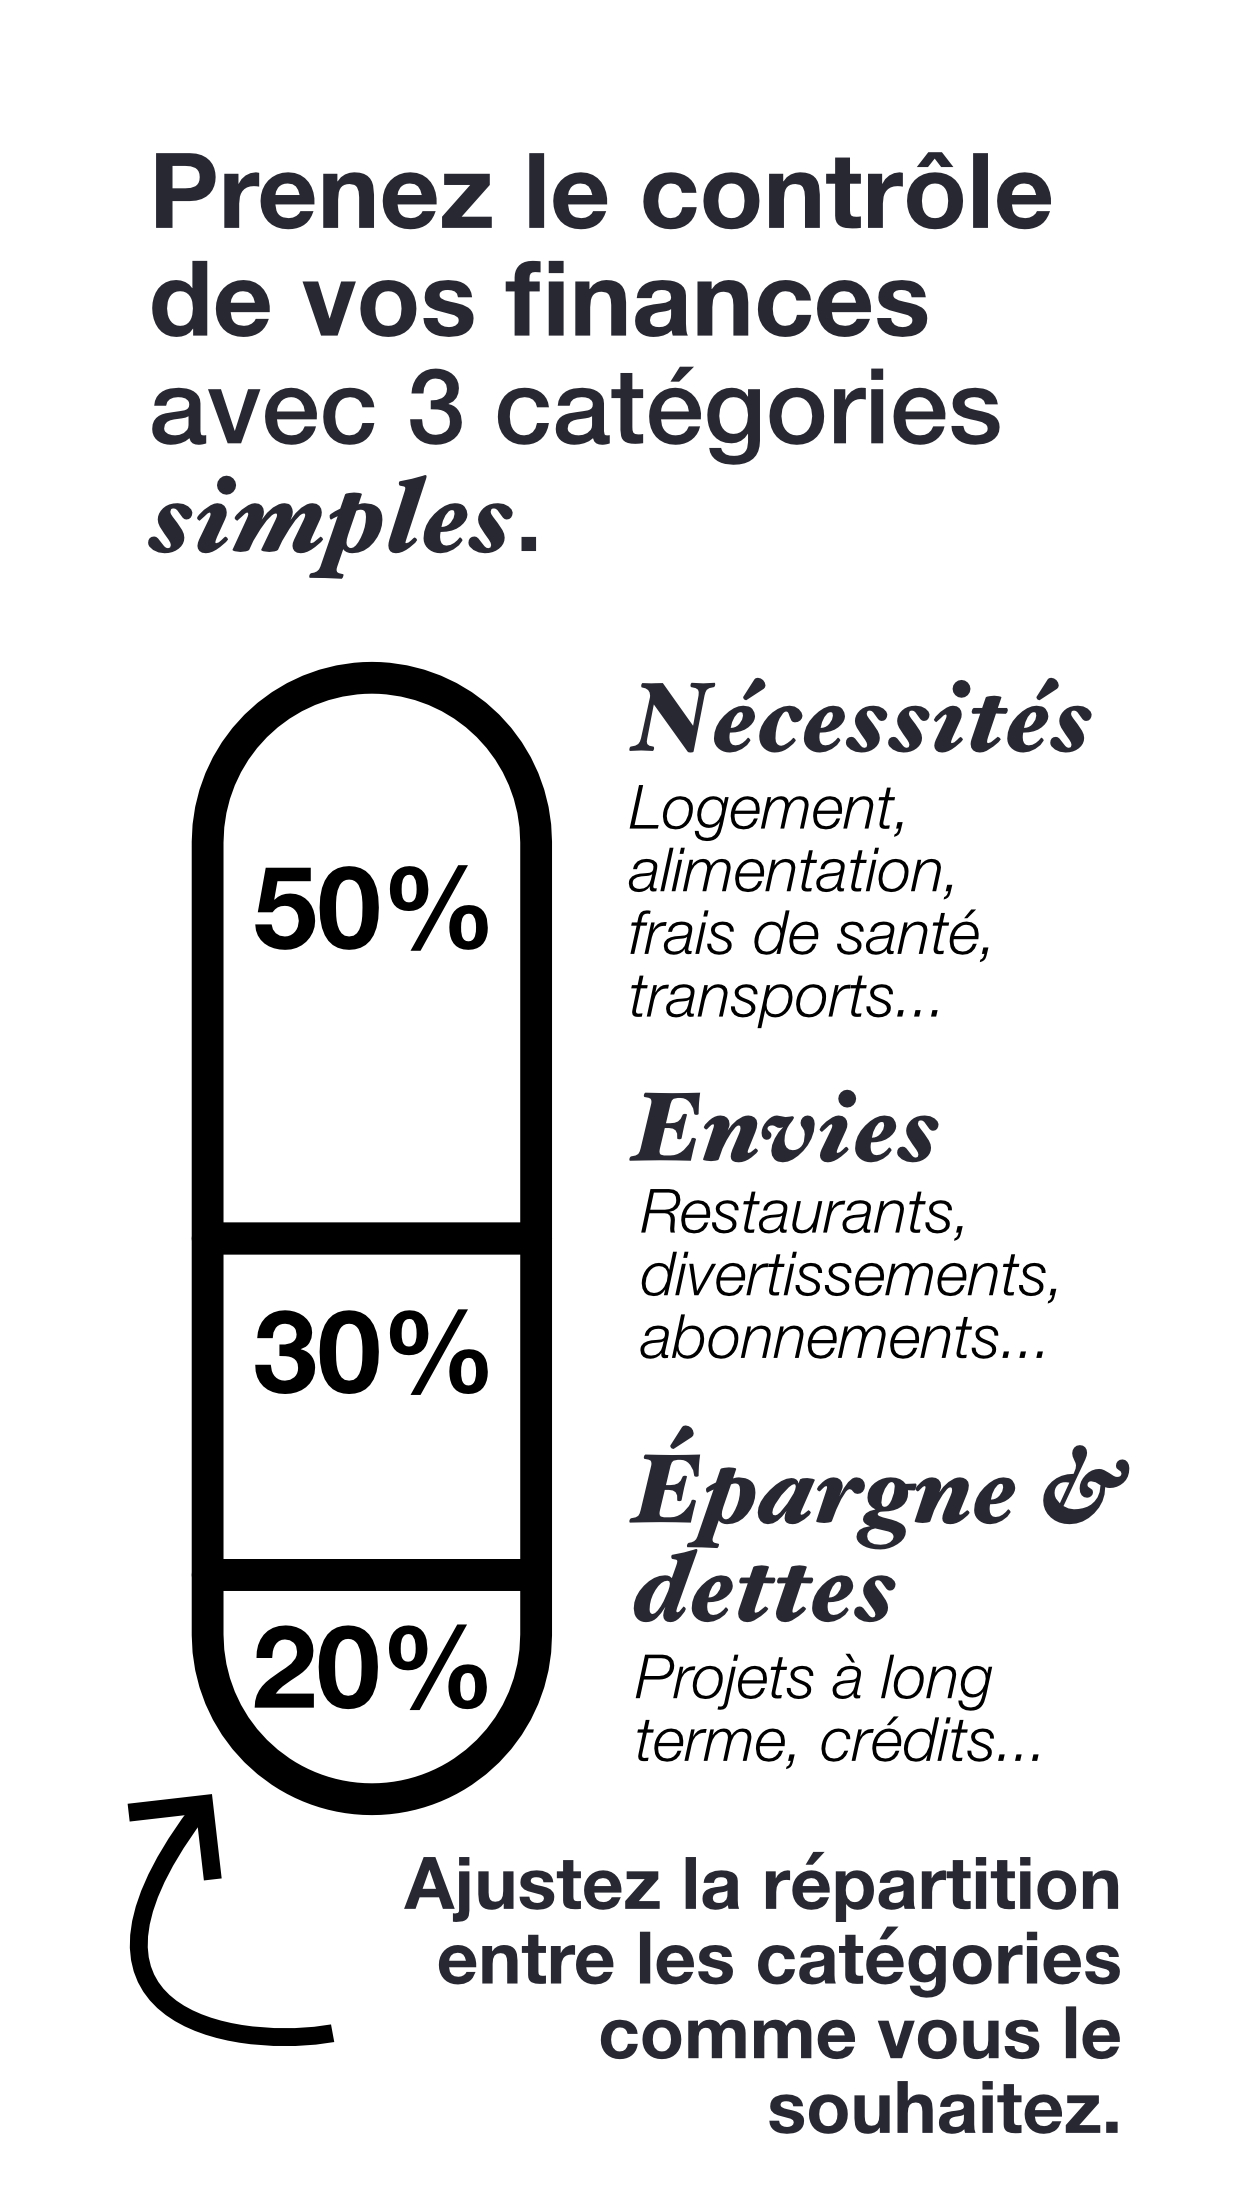 Prenez le contrôle
de vos finances
avec 3 catégories
simples.
50%
Nécessités
Logement,
alimentation,
frais de santé,
transports...
30%
Envies
Restaurants,
divertissements,
abonnements...
20%
Épargne &
dettes
Projets à long
terme, crédits...
Ajustez la répartition
entre les catégories
comme vous le
souhaitez.